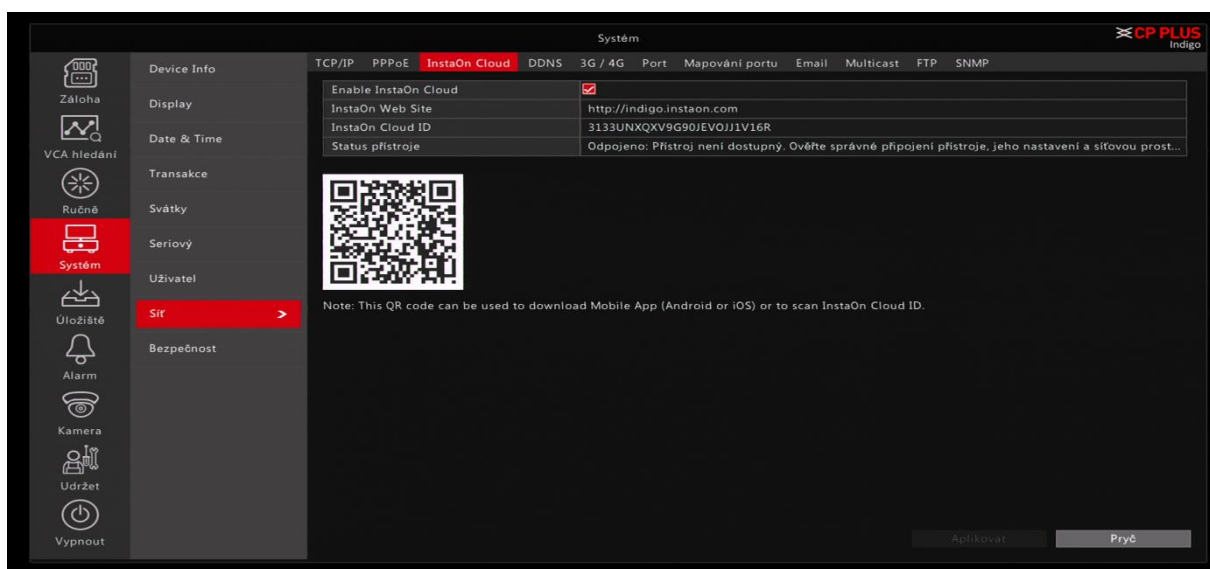 Systém
CP PLUS
Indigo
Záloha
VCA hledání
Ručně
Systém
Úložiště
Alarm
Kamera
Udržet
Vypnout
Device Info
Display
Date & Time
Transakce
Svátky
Seriový
Uživatel
Síť >
Bezpečnost
TCP/IP PPPoE InstaOn Cloud DDNS 3G / 4G Port Mapování portu Email Multicast FTP SNMP
Enable InstaOn Cloud
InstaOn Web Site http://indigo.instaon.com
InstaOn Cloud ID 3133UNXQXV9G90JEVOJJ1V16R
Status přístroje Odpojeno: Přístroj není dostupný. Ověřte správné připojení přístroje, jeho nastavení a síťovou prost...
Note: This QR code can be used to download Mobile App (Android or iOS) or to scan InstaOn Cloud ID.
Aplikovat Pryč